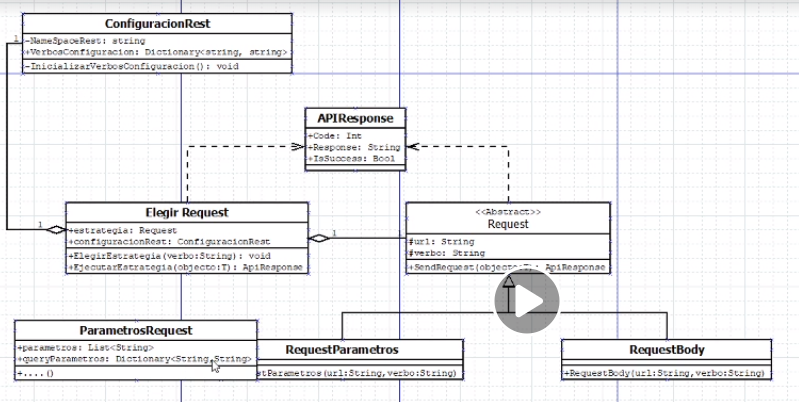 ConfiguracionRest
-NameSpaceRest: string
+VerbosConfiguracion: Dictionary<string, string>
-InicializarVerbosConfiguracion(): void
1
APIResponse
+Code: Int
+Response: String
+IsSuccess: Bool
Elegir Request
+estrategia: Request
+configuracionRest: ConfiguracionRest
+ElegirEstrategia(verbo:String): void
+EjecutarEstrategia(objecto:T): ApiResponse
1
1
1
<<Abstract>>
Request
#url: String
#verbo: String
+SendRequest(objecto:T): ApiResponse
ParametrosRequest
+parametros: List<String>
+queryParametros: Dictionary<String,String>
+....()
RequestParametros
stParametros(url:String,verbo:String)
RequestBody
+RequestBody(url:String,verbo:String)